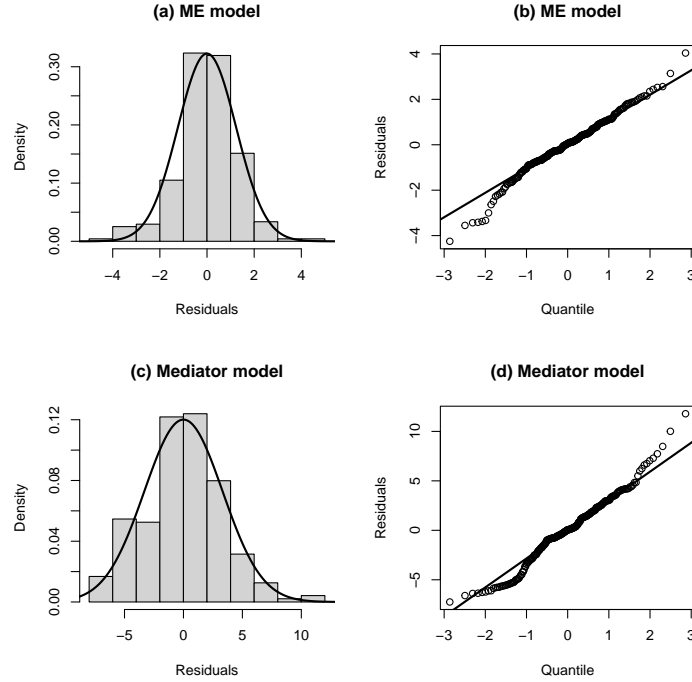 (a) ME model
Density
0.00 0.10 0.20 0.30
−4 −2 0 2 4
Residuals
(b) ME model
Residuals
−4 −2 0 2 4
−3 −2 −1 0 1 2 3
Quantile
(c) Mediator model
Density
0.00 0.04 0.08 0.12
−5 0 5 10
Residuals
(d) Mediator model
Residuals
−5 0 5 10
−3 −2 −1 0 1 2 3
Quantile